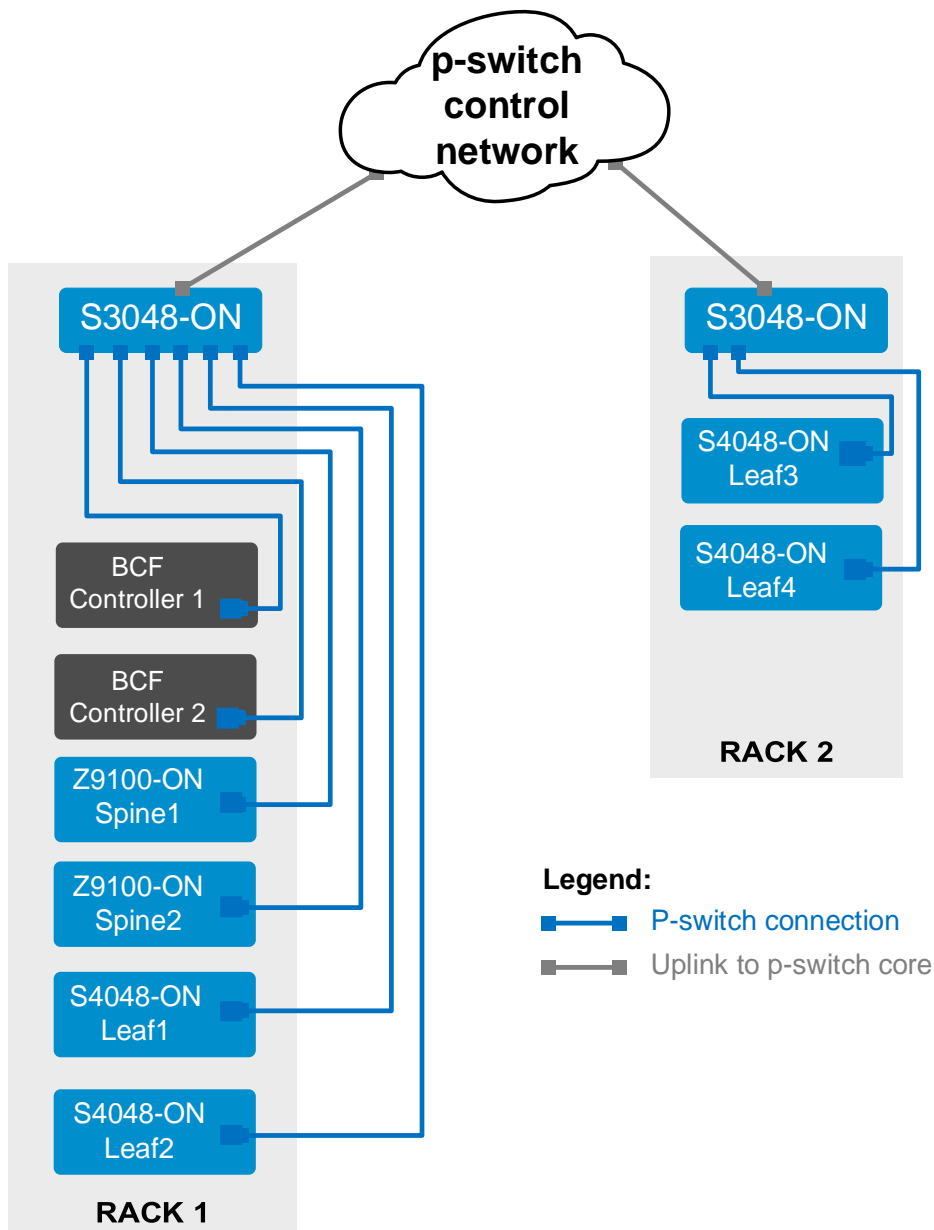 p-switch
control
network
S3048-ON
BCF
Controller 1
BCF
Controller 2
Z9100-ON
Spine1
Z9100-ON
Spine2
S4048-ON
Leaf1
S4048-ON
Leaf2
RACK 1
S3048-ON
S4048-ON
Leaf3
S4048-ON
Leaf4
RACK 2
Legend:
P-switch connection
Uplink to p-switch core